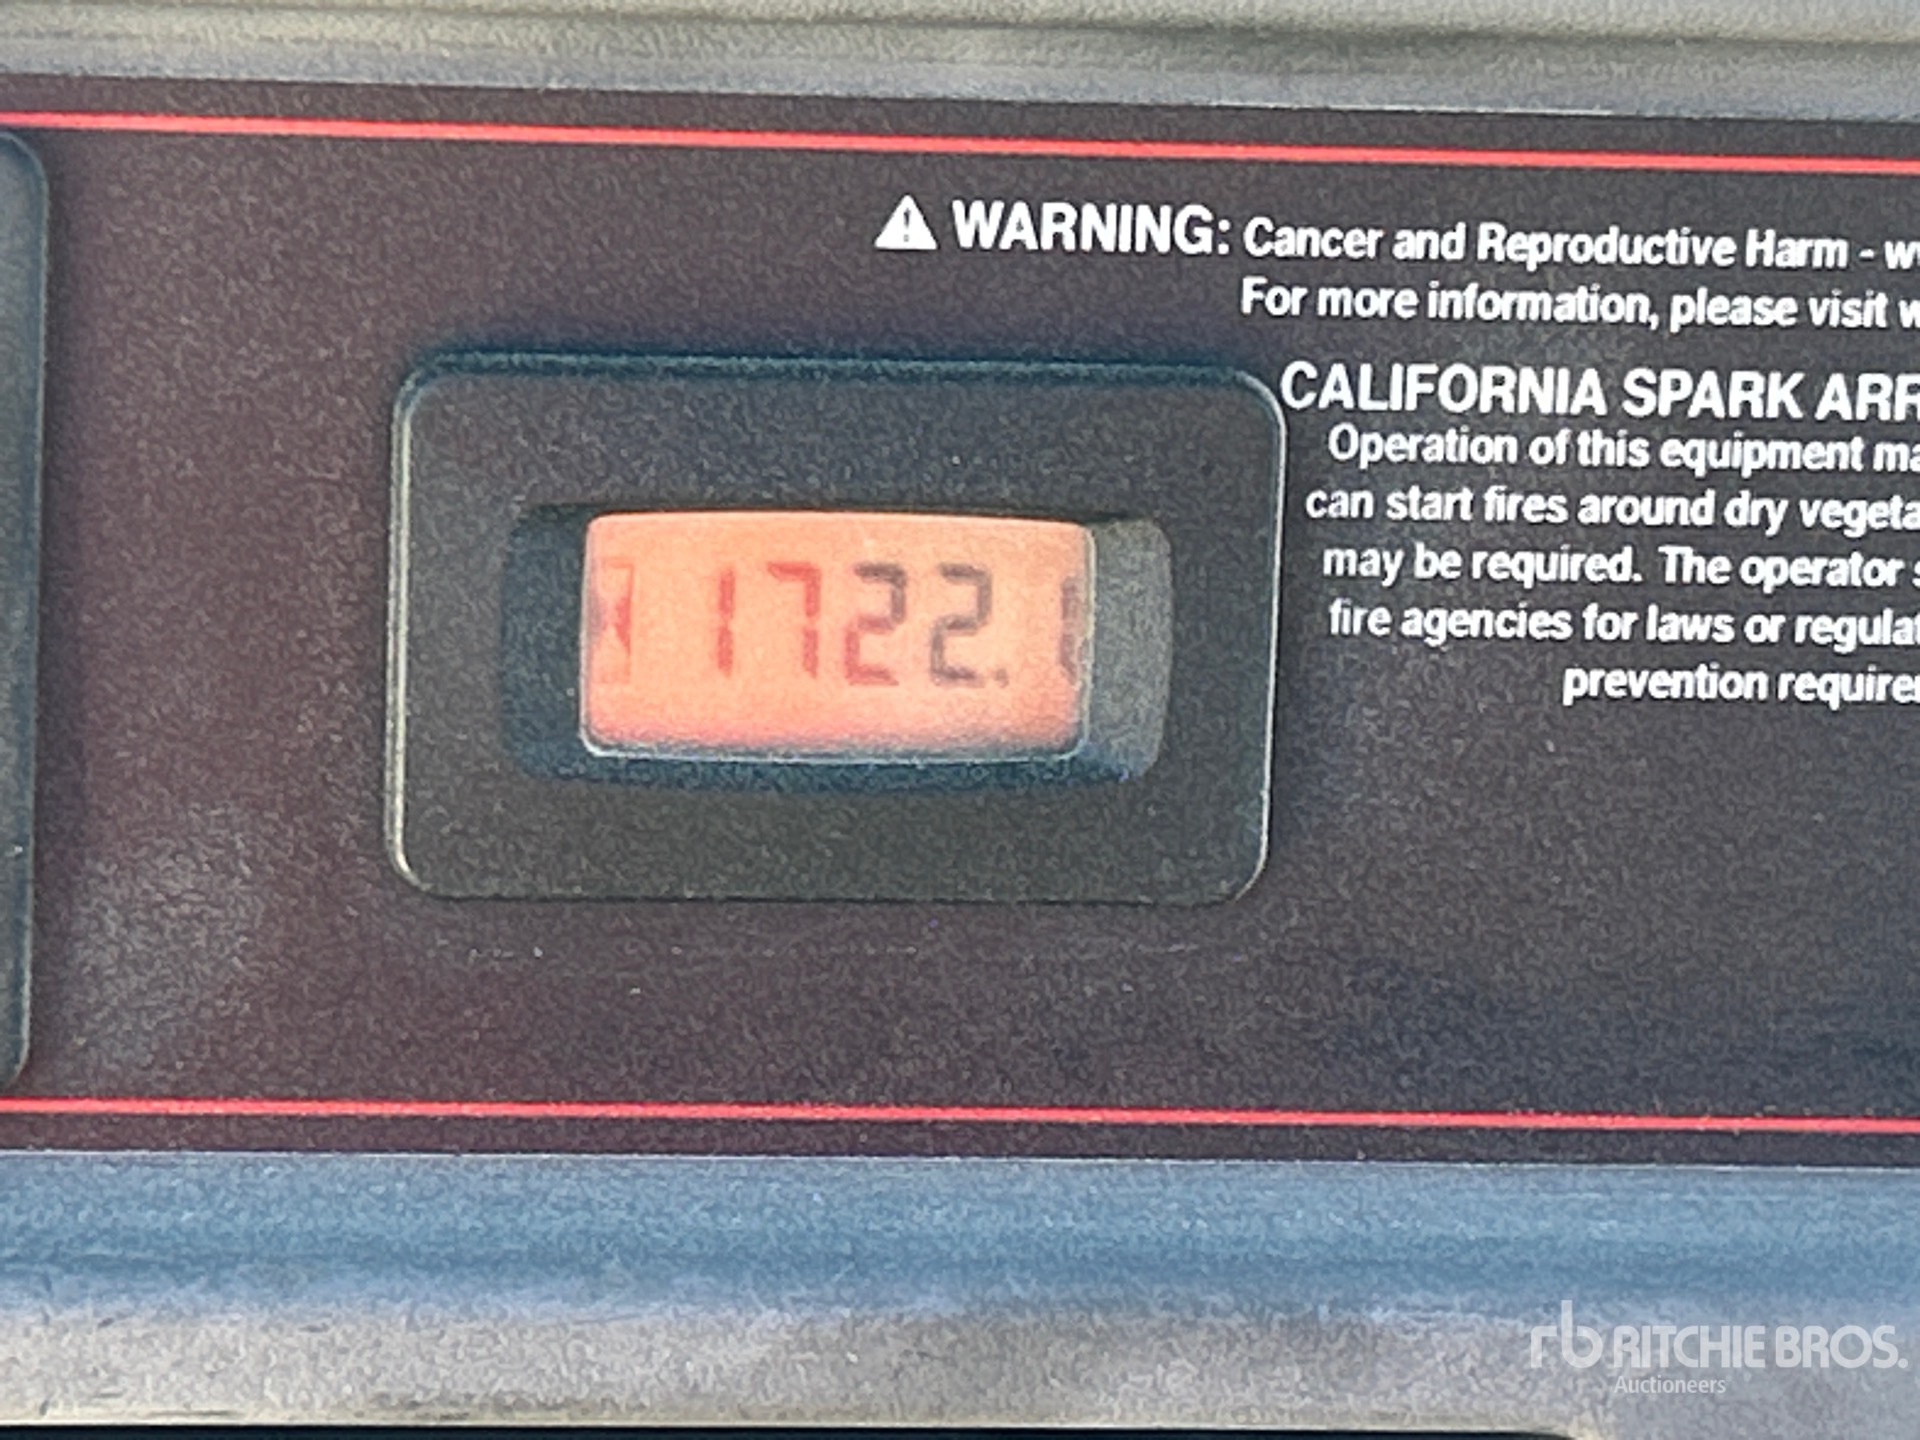 WARNING: Cancer and Reproductive Harm -
For more information, please visit
CALIFORNIA SPARK
Operation of this equipment
can start fires around dry
may be required. The operator
fire agencies for laws or
prevention
1722.
rb RITCHIE BROS.
Auctioneers